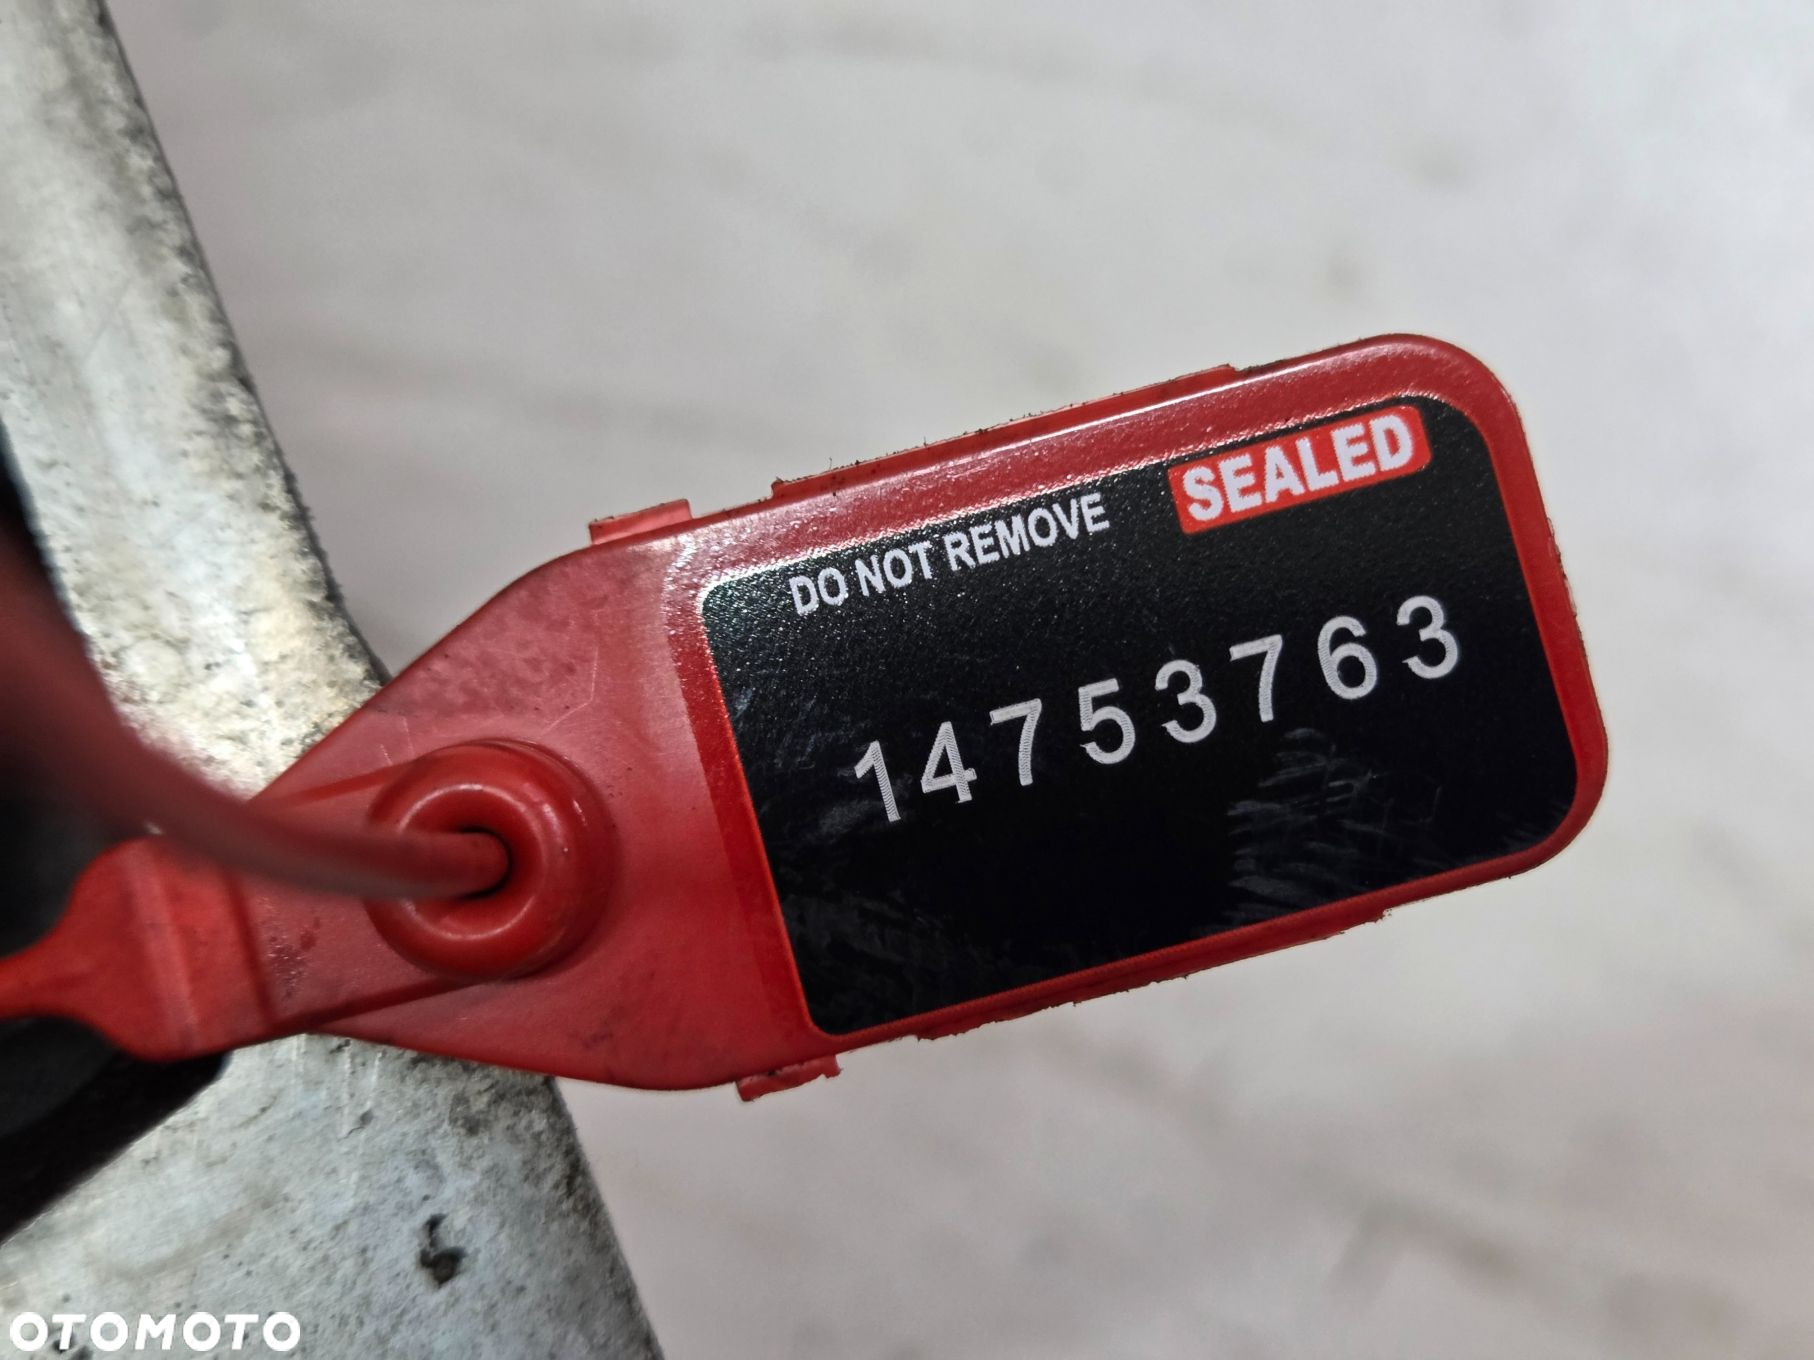 SEALED
DO NOT REMOVE
14753763
OTOMOTO